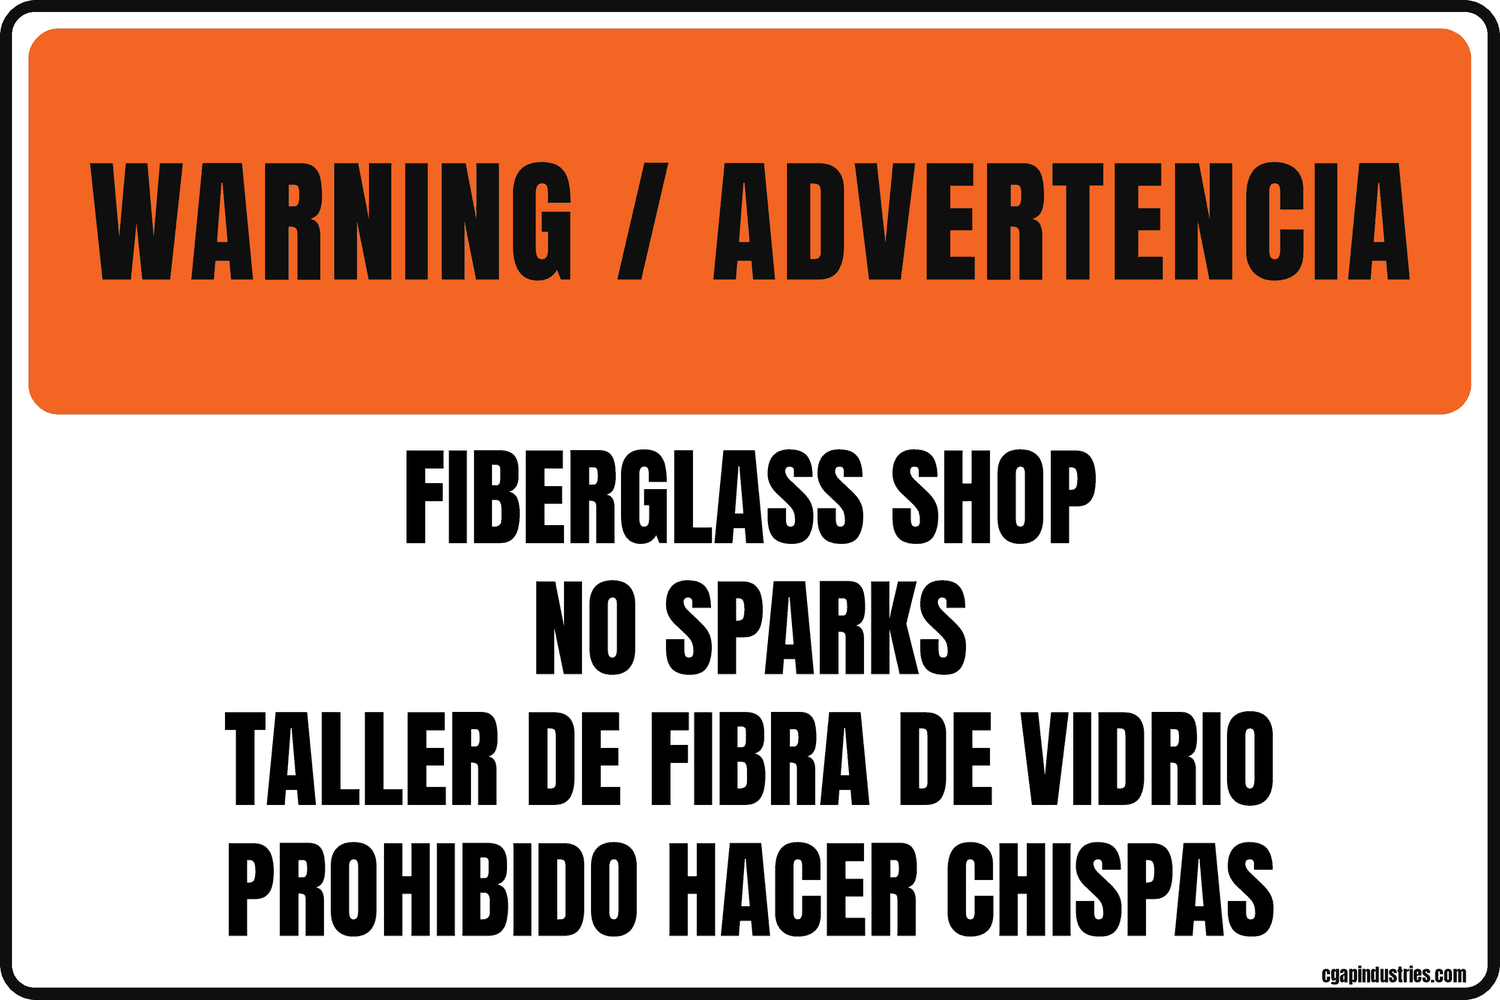 WARNING / ADVERTENCIA
FIBERGLASS SHOP
NO SPARKS
TALLER DE FIBRA DE VIDRIO
PROHIBIDO HACER CHISPAS
cgapindustries.com